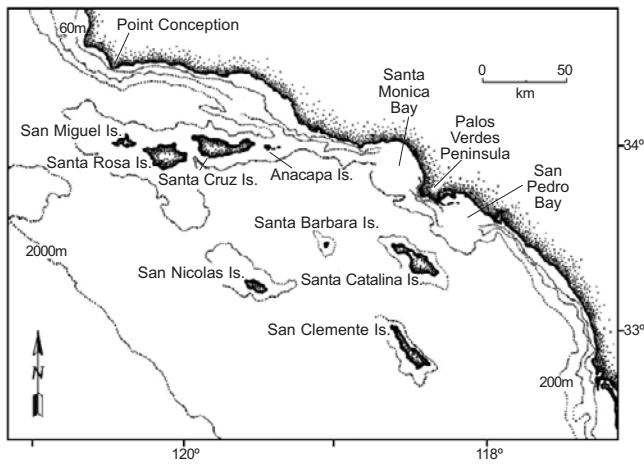 60m
Point Conception
Santa
Monica
Bay
0
50
km
Palos
Verdes
Peninsula
San Miguel Is.
34º
Santa Rosa Is.
Santa Cruz Is.
Anacapa Is.
San
Pedro
Bay
Santa Barbara Is.
2000m
San Nicolas Is.
Santa Catalina Is.
San Clemente Is.
33º
N
200m
120º
118º